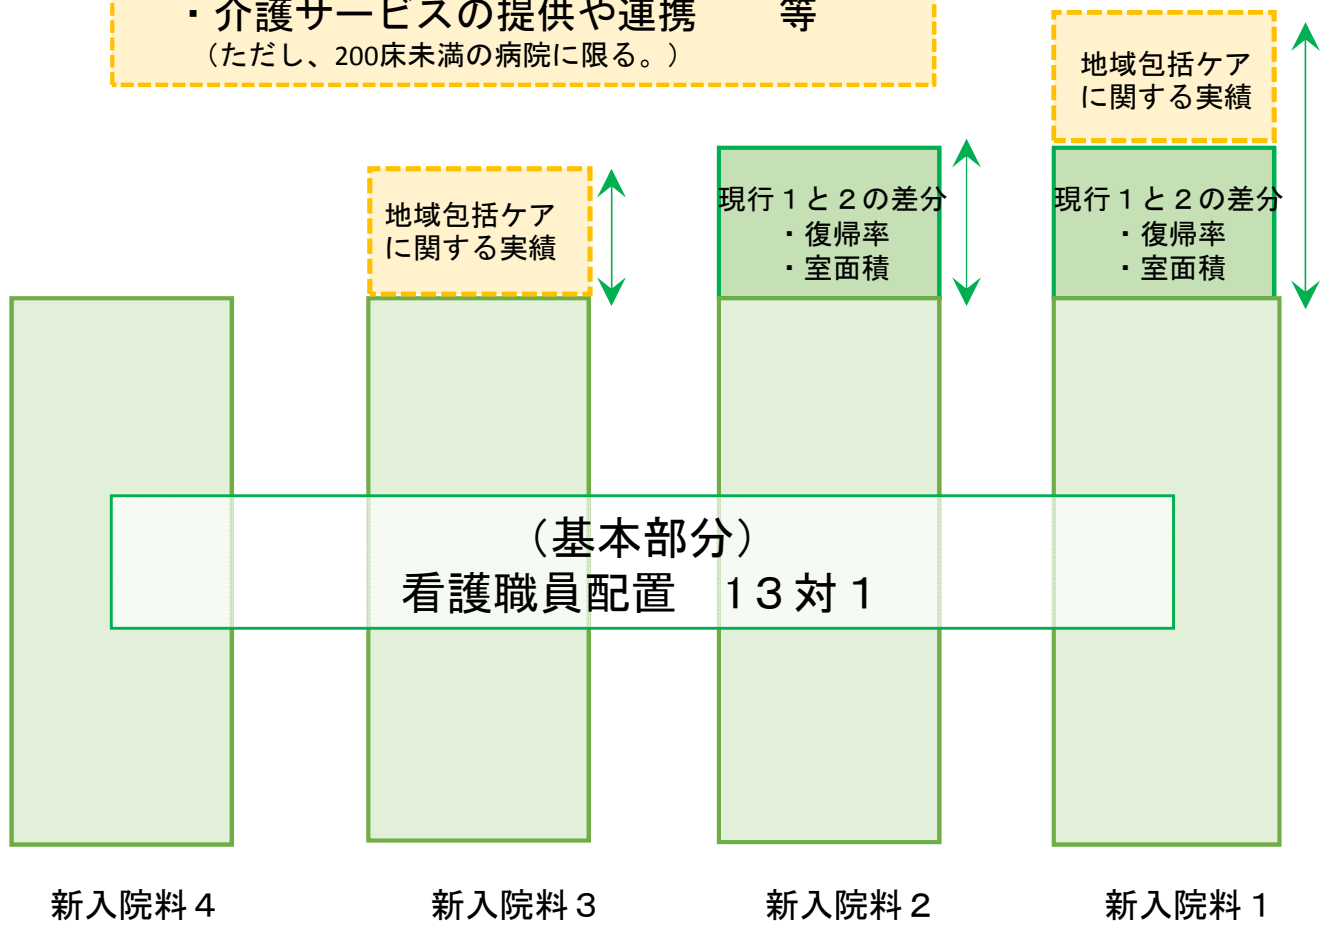 ・介護サービスの提供や連携　　等
（ただし、200床未満の病院に限る。）
地域包括ケア
に関する実績
地域包括ケア
に関する実績
現行１と２の差分
・復帰率
・室面積
現行１と２の差分
・復帰率
・室面積
（基本部分）
看護職員配置　１３対１
新入院料４
新入院料３
新入院料２
新入院料１